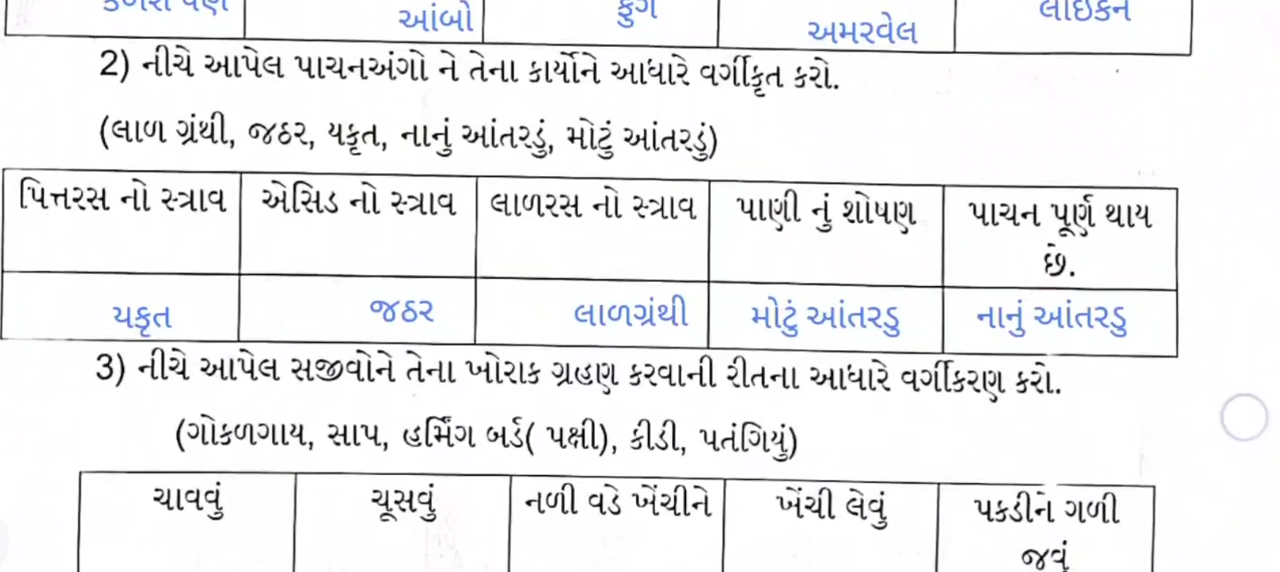 આંબો
ફુગ
અમરવેલ
લાઇકેન
2) નીચે આપેલ પાચનઅંગો ને તેના કાર્યોને આધારે વર્ગીકૃત કરો.
(લાળ ગ્રંથી, જઠર, યકૃત, નાનું આંતરડું, મોટું આંતરડું)
પિત્તરસ નો સ્ત્રાવ એસિડ નો સ્ત્રાવ લાળરસ નો સ્ત્રાવ પાણી નું શોષણ પાચન પૂર્ણ થાય
છે.
યકૃત જઠર લાળગ્રંથી મોટું આંતરડુ નાનું આંતરડુ
3) નીચે આપેલ સજીવોને તેના ખોરાક ગ્રહણ કરવાની રીતના આધારે વર્ગીકરણ કરો.
(ગોકળગાય, સાપ, હર્મિંગ બર્ડ( પક્ષી), કીડી, પતંગિયું)
ચાવવું ચૂસવું નળી વડે ખેંચીને ખેંચી લેવું પકડીને ગળી
જવું